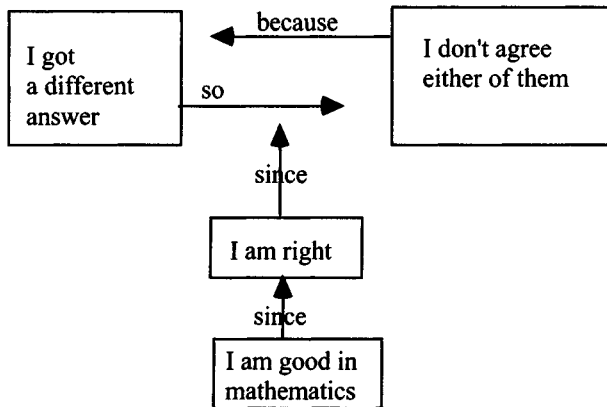 because
I got
a different
answer
I don't agree
either of them
so
since
I am right
since
I am good in
mathematics